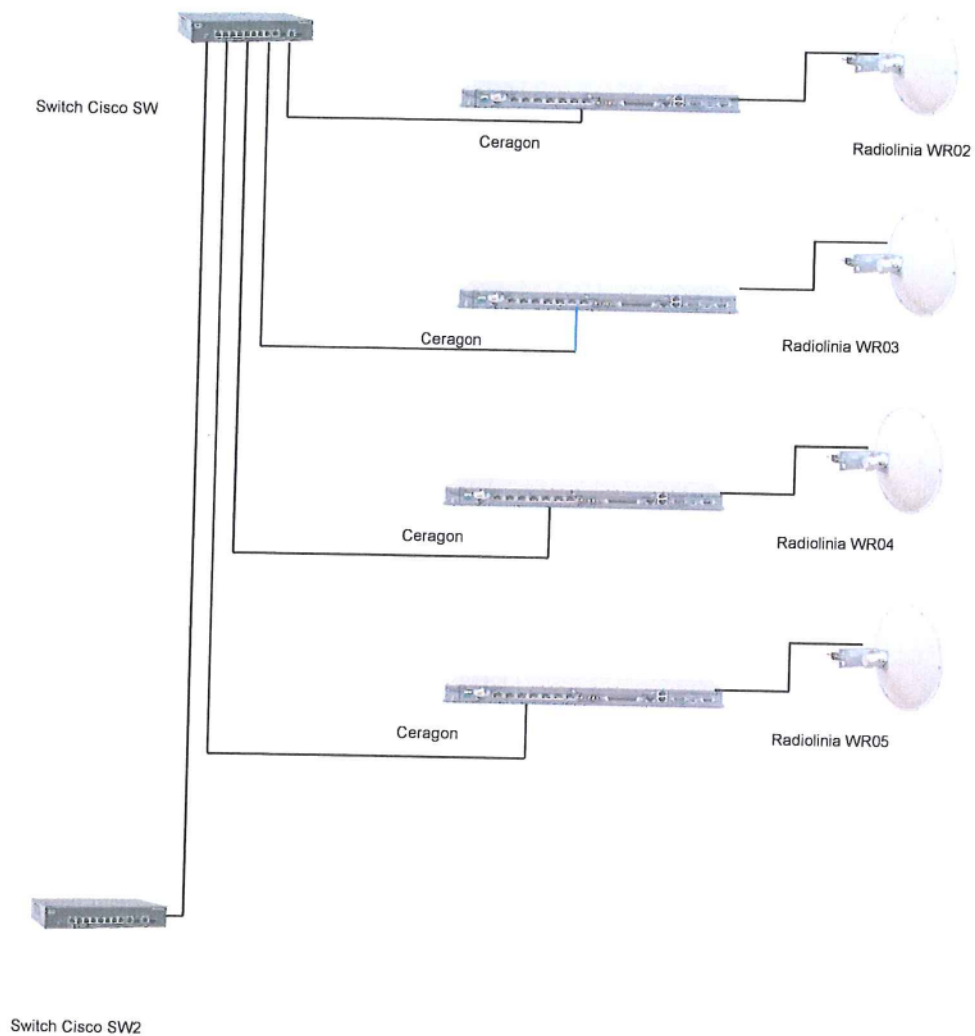 Switch Cisco SW
Ceragon
Radiolinia WR02
Ceragon
Radiolinia WR03
Ceragon
Radiolinia WR04
Ceragon
Radiolinia WR05
Switch Cisco SW2